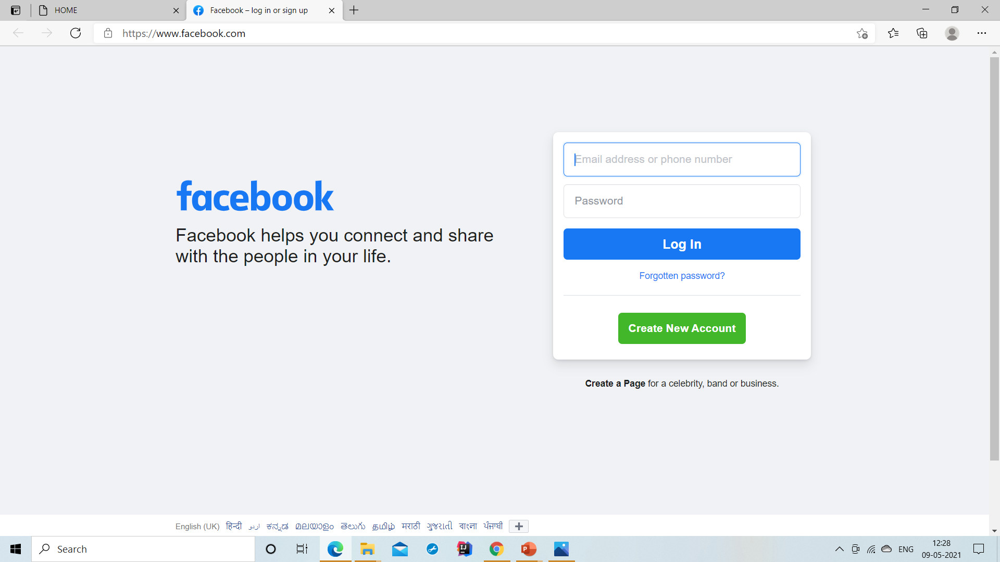 HOME
Facebook – log in or sign up
https://www.facebook.com
facebook
Facebook helps you connect and share
with the people in your life.
Email address or phone number
Password
Log In
Forgotten password?
Create New Account
Create a Page for a celebrity, band or business.
English (UK) हिन्दी اردو ಕನ್ನಡ മലയാളം తెలుగు தமிழ் मराठी ગુજરાતી বাংলা ਪੰਜਾਬੀ
Search
ENG
12:28
09-05-2021